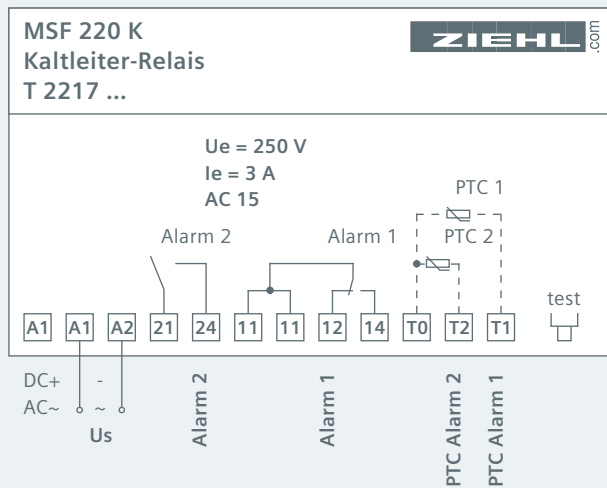 MSF 220 K
ZIEHL .com
Kaltleiter-Relais
T 2217 ...
Ue = 250 V
Ie = 3 A
AC 15
PTC 1
Alarm 2 Alarm 1 PTC 2
test
A1 A1 A2 21 24 11 11 12 14 T0 T2 T1
DC+ -
AC~ ~
Us
Alarm 2
Alarm 1
PTC Alarm 2
PTC Alarm 1